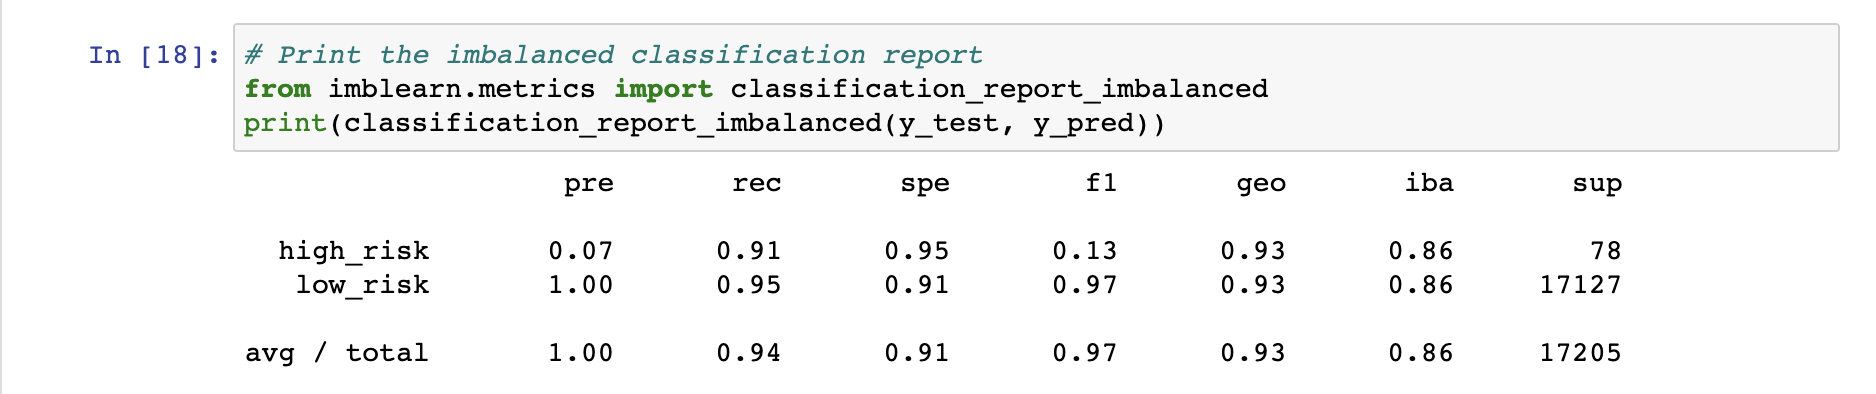 In [18]: # Print the imbalanced classification report
from imblearn.metrics import classification_report_imbalanced
print(classification_report_imbalanced(y_test, y_pred))
pre rec spe f1 geo iba sup
high_risk 0.07 0.91 0.95 0.13 0.93 0.86 78
low_risk 1.00 0.95 0.91 0.97 0.93 0.86 17127
avg / total 1.00 0.94 0.91 0.97 0.93 0.86 17205